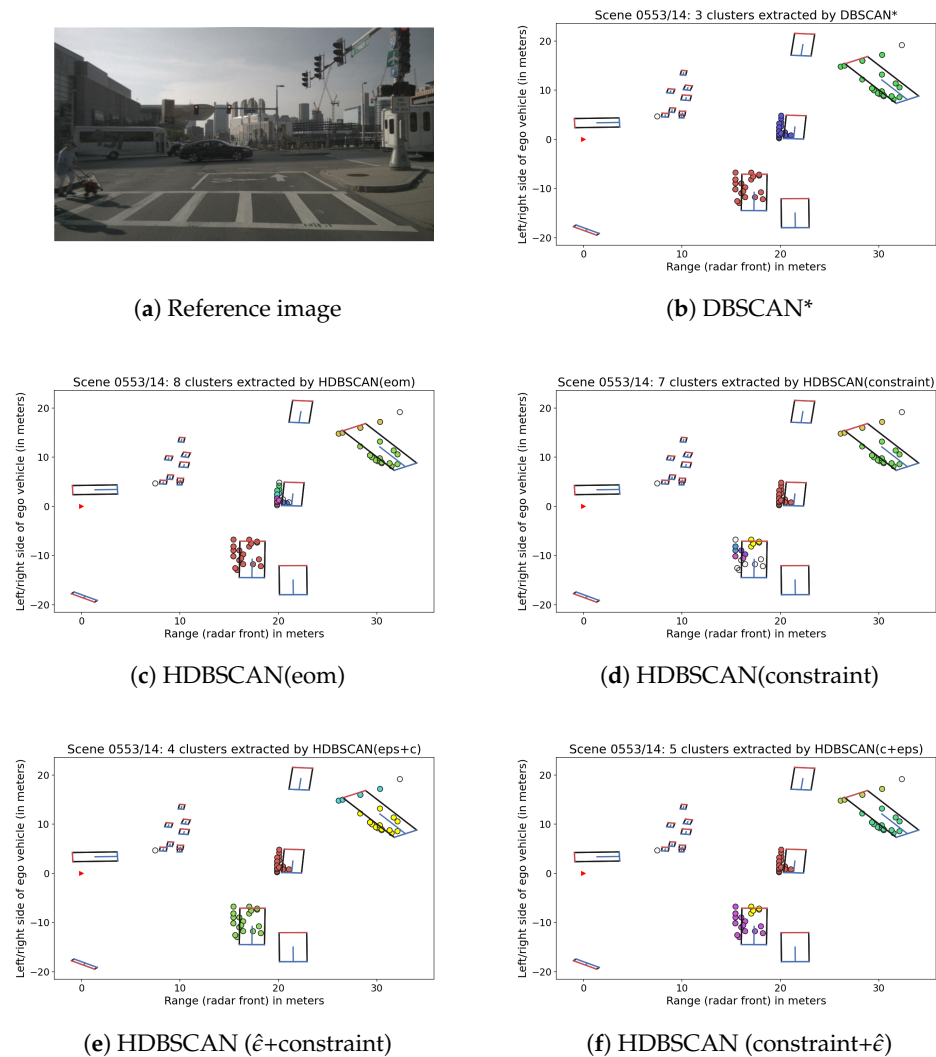 Scene 0553/14: 3 clusters extracted by DBSCAN*
Left/right side of ego vehicle (in meters)
20
10
0
−10
−20
0 10 20 30
Range (radar front) in meters
(a) Reference image
(b) DBSCAN*
Scene 0553/14: 8 clusters extracted by HDBSCAN(eom)
Left/right side of ego vehicle (in meters)
20
10
0
−10
−20
0 10 20 30
Range (radar front) in meters
Scene 0553/14: 7 clusters extracted by HDBSCAN(constraint)
Left/right side of ego vehicle (in meters)
20
10
0
−10
−20
0 10 20 30
Range (radar front) in meters
(c) HDBSCAN(eom)
(d) HDBSCAN(constraint)
Scene 0553/14: 4 clusters extracted by HDBSCAN(eps+c)
Left/right side of ego vehicle (in meters)
20
10
0
−10
−20
0 10 20 30
Range (radar front) in meters
Scene 0553/14: 5 clusters extracted by HDBSCAN(c+eps)
Left/right side of ego vehicle (in meters)
20
10
0
−10
−20
0 10 20 30
Range (radar front) in meters
(e) HDBSCAN (ε̂+constraint)
(f) HDBSCAN (constraint+ε̂)